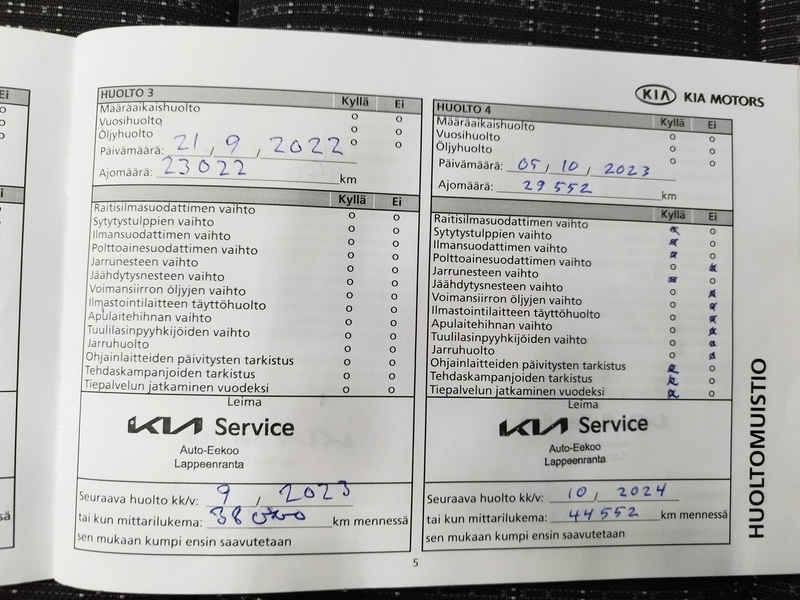 HUOLTO 3
Kyllä Ei
Määräaikaishuolto o o
Vuosihuolto o o
Öljyhuolto o o
Päivämäärä: 21, 9, 2022
Ajomäärä: 23022 km
Kyllä Ei
Raitisilmasuodattimen vaihto o o
Sytytystulppien vaihto o o
Ilmansuodattimen vaihto o o
Polttoainesuodattimen vaihto o o
Jarrunesteen vaihto o o
Jäähdytysnesteen vaihto o o
Voimansiirron öljyjen vaihto o o
Ilmastointilaitteen täyttöhuolto o o
Apulaitehihnan vaihto o o
Tuulilasinpyyhkijöiden vaihto o o
Jarruhuolto o o
Ohjainlaitteiden päivitysten tarkistus o o
Tehdaskampanjoiden tarkistus o o
Tiepalvelun jatkaminen vuodeksi o o
Leima
KIA Service
Auto-Eekoo
Lappeenranta
Seuraava huolto kk/v: 9, 2023
tai kun mittarilukema: 38000 km mennessä
sen mukaan kumpi ensin saavutetaan
5
KIA KIA MOTORS
HUOLTO 4
Kyllä Ei
Määräaikaishuolto o o
Vuosihuolto o o
Öljyhuolto o o
Päivämäärä: 05, 10, 2023
Ajomäärä: 29552 km
Kyllä Ei
Raitisilmasuodattimen vaihto
Sytytystulppien vaihto
Ilmansuodattimen vaihto
Polttoainesuodattimen vaihto
Jarrunesteen vaihto
Jäähdytysnesteen vaihto
Voimansiirron öljyjen vaihto
Ilmastointilaitteen täyttöhuolto
Apulaitehihnan vaihto
Tuulilasinpyyhkijöiden vaihto
Jarruhuolto
Ohjainlaitteiden päivitysten tarkistus
Tehdaskampanjoiden tarkistus
Tiepalvelun jatkaminen vuodeksi
Leima
KIA Service
Auto-Eekoo
Lappeenranta
Seuraava huolto kk/v: 10, 2024
tai kun mittarilukema: 44552 km mennessä
sen mukaan kumpi ensin saavutetaan
HUOLTOMUISTIO